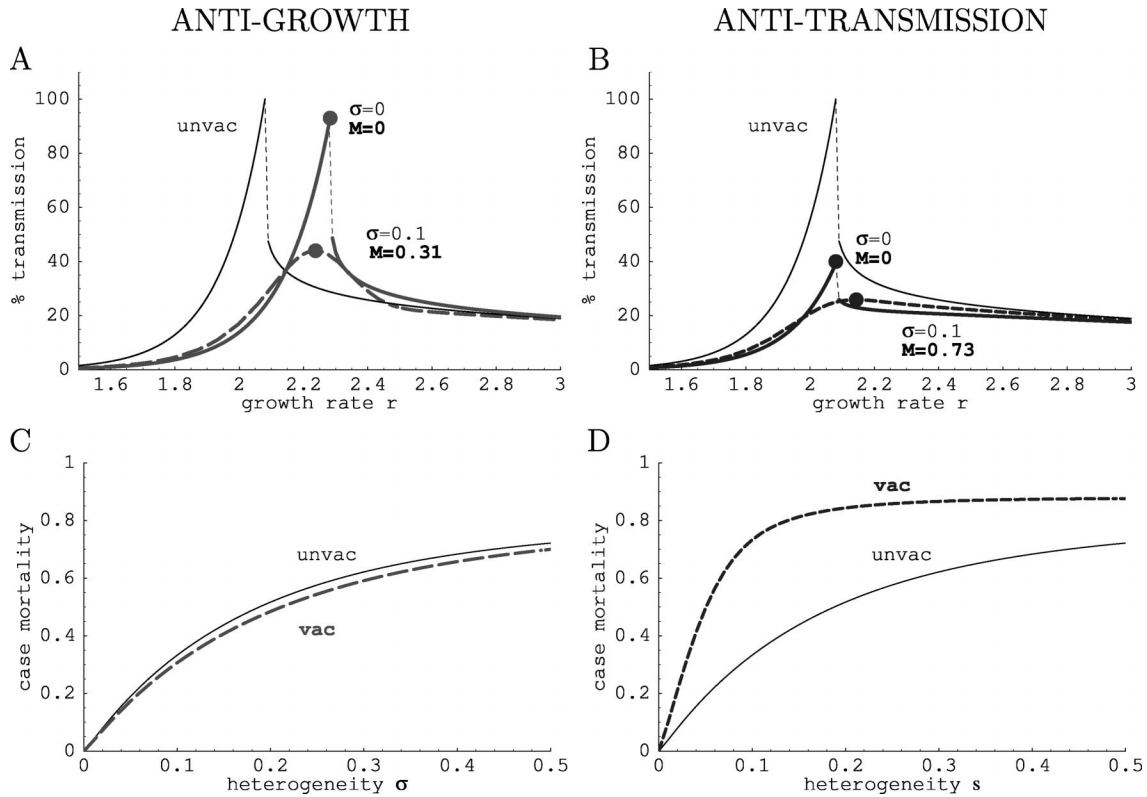 ANTI-GROWTH
ANTI-TRANSMISSION
A
% transmission
100
80
60
40
20
0
unvac
σ=0
M=0
σ=0.1
M=0.31
1.6 1.8 2 2.2 2.4 2.6 2.8 3
growth rate r
B
% transmission
100
80
60
40
20
0
unvac
σ=0
M=0
σ=0.1
M=0.73
1.6 1.8 2 2.2 2.4 2.6 2.8 3
growth rate r
C
case mortality
1
0.8
0.6
0.4
0.2
0
unvac
vac
0 0.1 0.2 0.3 0.4 0.5
heterogeneity σ
D
case mortality
1
0.8
0.6
0.4
0.2
0
vac
unvac
0 0.1 0.2 0.3 0.4 0.5
heterogeneity s